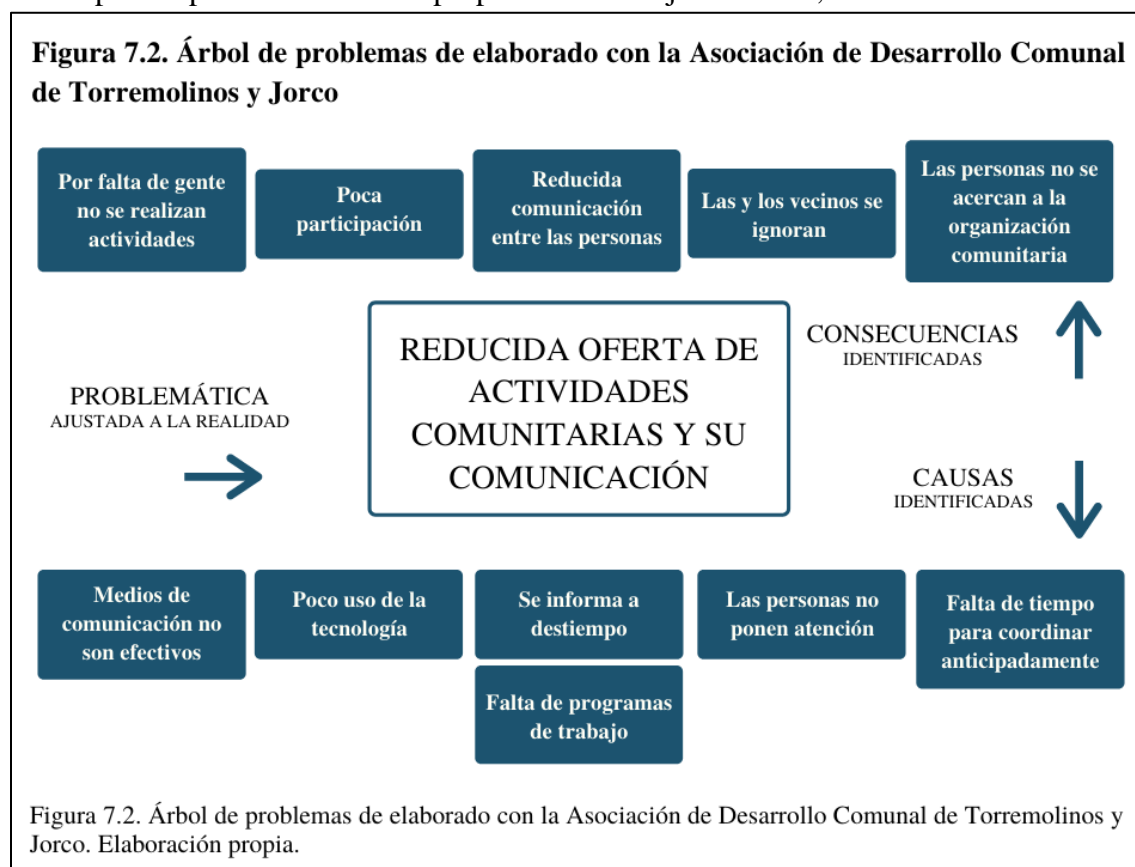 Figura 7.2. Árbol de problemas de elaborado con la Asociación de Desarrollo Comunal
de Torremolinos y Jorco
Por falta de gente
no se realizan
actividades
Poca
participación
Reducida
comunicación
entre las personas
Las y los vecinos se
ignoran
Las personas no se
acercan a la
organización
comunitaria
PROBLEMÁTICA
AJUSTADA A LA REALIDAD
REDUCIDA OFERTA DE
ACTIVIDADES
COMUNITARIAS Y SU
COMUNICACIÓN
CONSECUENCIAS
IDENTIFICADAS
CAUSAS
IDENTIFICADAS
Medios de
comunicación no
son efectivos
Poco uso de la
tecnología
Se informa a
destiempo
Falta de programas
de trabajo
Las personas no
ponen atención
Falta de tiempo
para coordinar
anticipadamente
Figura 7.2. Árbol de problemas de elaborado con la Asociación de Desarrollo Comunal de Torremolinos y
Jorco. Elaboración propia.